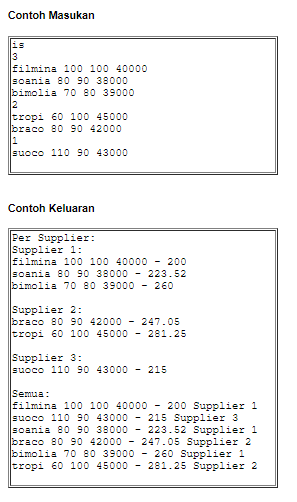 Contoh Masukan
is
3
filmina 100 100 40000
soania 80 90 38000
bimolia 70 80 39000
2
tropi 60 100 45000
braco 80 90 42000
1
suoco 110 90 43000
Contoh Keluaran
Per Supplier:
Supplier 1:
filmina 100 100 40000 - 200
soania 80 90 38000 - 223.52
bimolia 70 80 39000 - 260
Supplier 2:
braco 80 90 42000 - 247.05
tropi 60 100 45000 - 281.25
Supplier 3:
suoco 110 90 43000 - 215
Semua:
filmina 100 100 40000 - 200 Supplier 1
suoco 110 90 43000 - 215 Supplier 3
soania 80 90 38000 - 223.52 Supplier 1
braco 80 90 42000 - 247.05 Supplier 2
bimolia 70 80 39000 - 260 Supplier 1
tropi 60 100 45000 - 281.25 Supplier 2